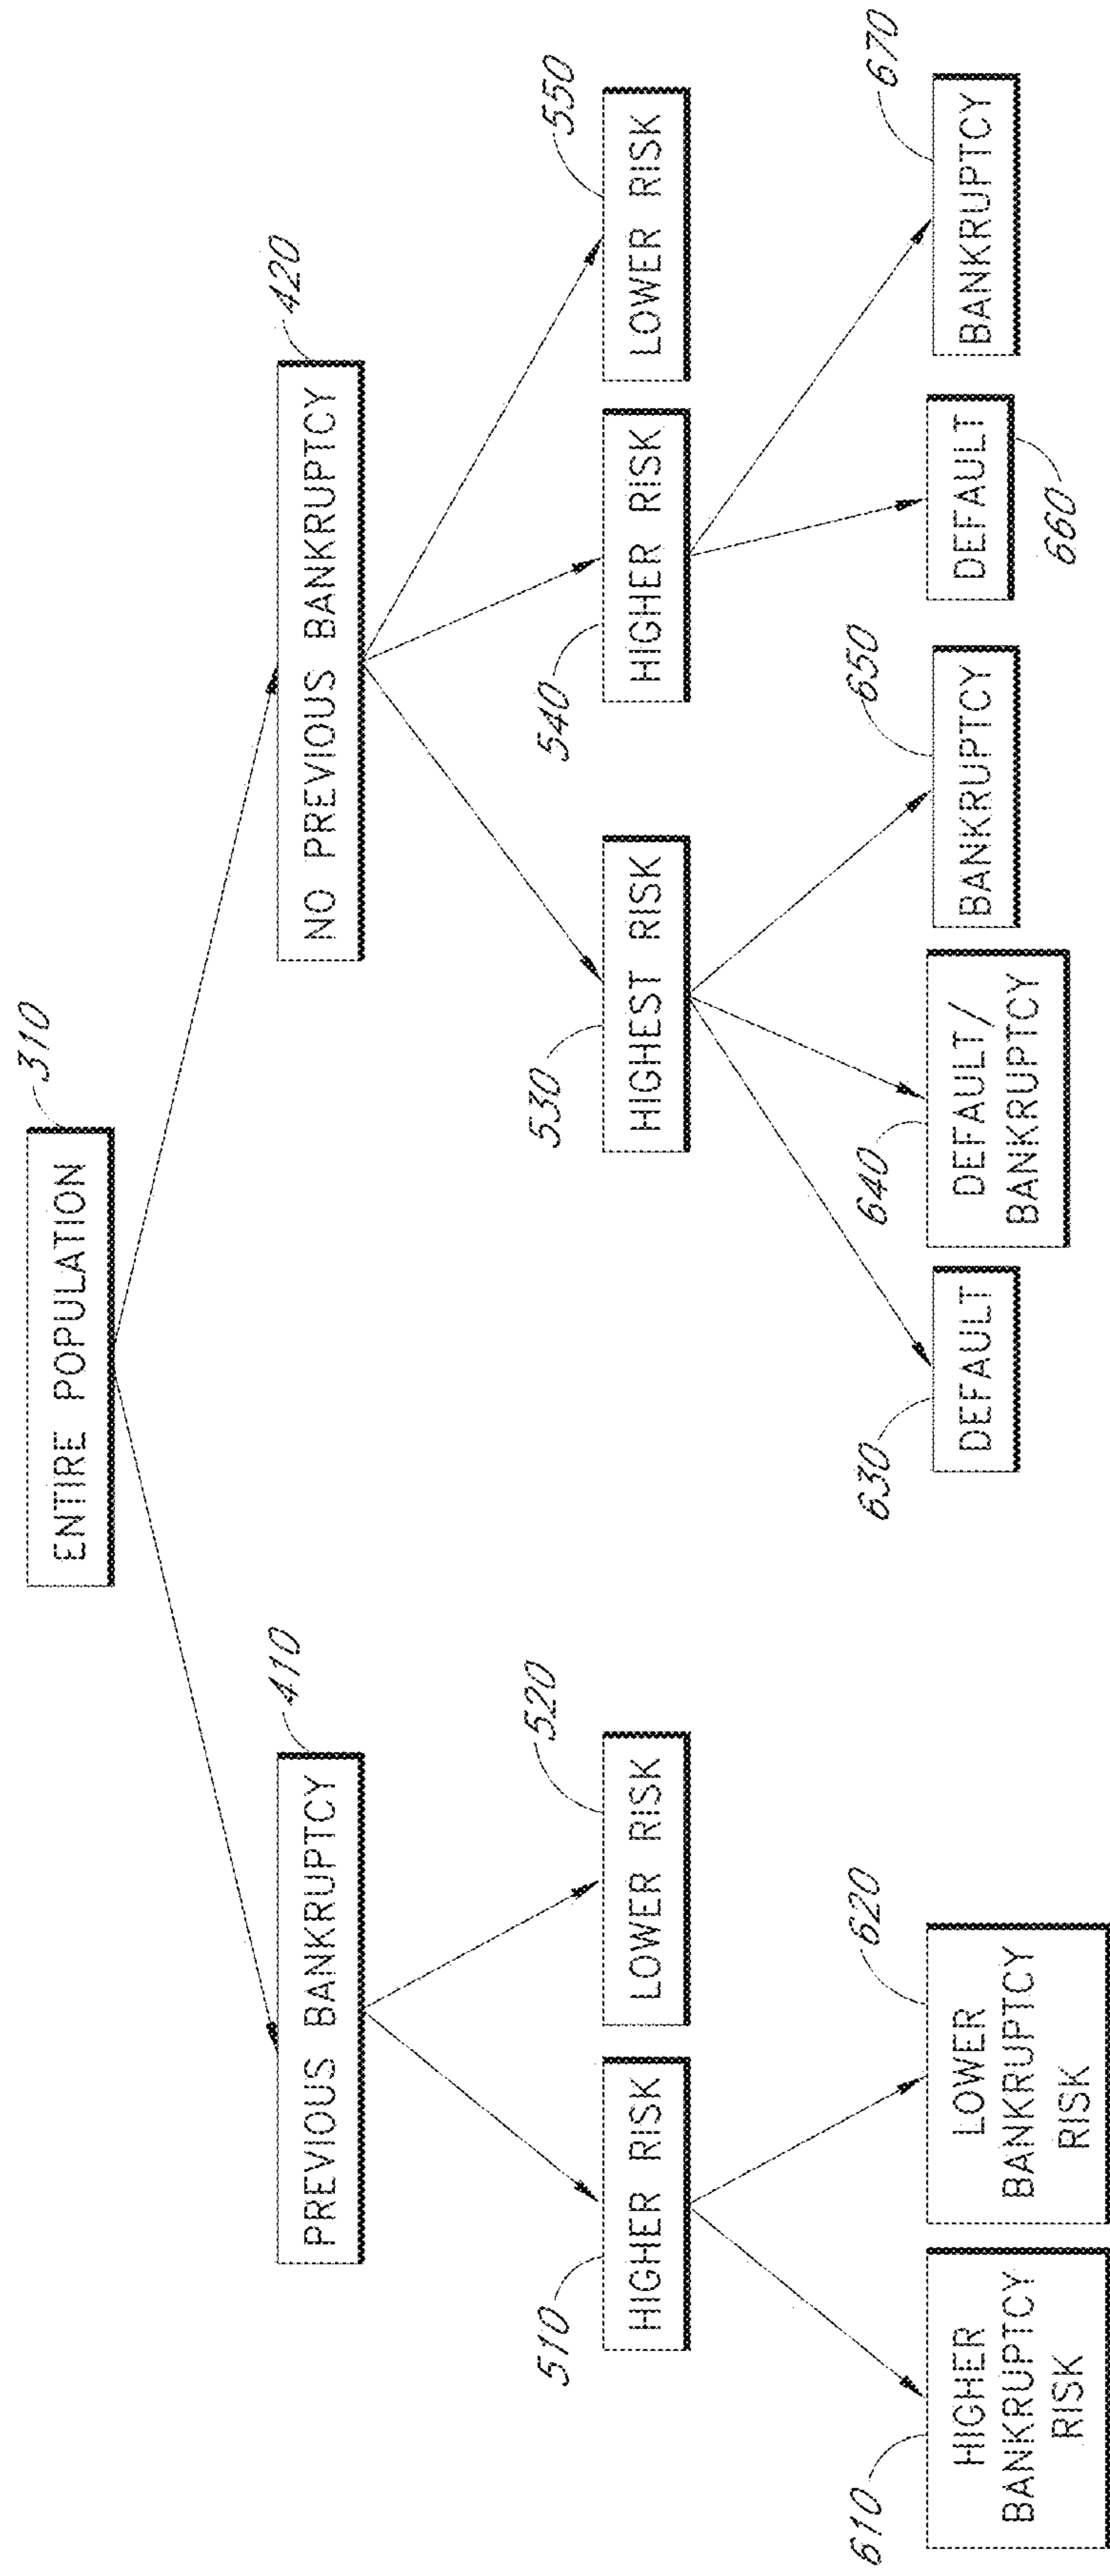 ENTIRE POPULATION
310
PREVIOUS BANKRUPTCY
410
NO PREVIOUS BANKRUPTCY
420
510
HIGHER RISK
520
LOWER RISK
530
HIGHEST RISK
540
HIGHER RISK
550
LOWER RISK
610
HIGHER
BANKRUPTCY
RISK
620
LOWER
BANKRUPTCY
RISK
630
DEFAULT
640
DEFAULT/
BANKRUPTCY
650
BANKRUPTCY
660
DEFAULT
670
BANKRUPTCY